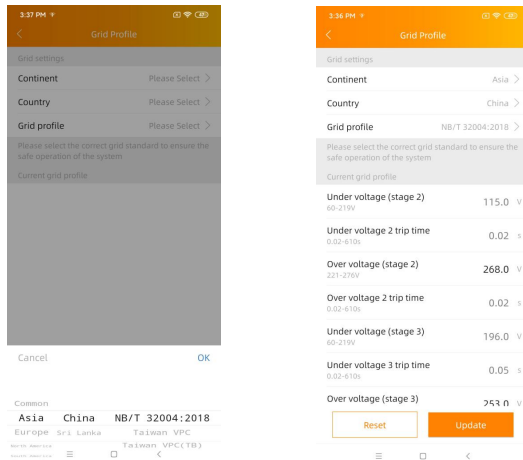 3:37 PM
Grid Profile
Grid settings
Continent Please Select >
Country Please Select >
Grid profile Please Select >
Please select the correct grid standard to ensure the
safe operation of the system
Current grid profile
Cancel OK
Common
Asia China NB/T 32004:2018
Europe Sri Lanka Taiwan VPC
North America Taiwan VPC(TB)
South America
3:36 PM
Grid Profile
Grid settings
Continent Asia >
Country China >
Grid profile NB/T 32004:2018 >
Please select the correct grid standard to ensure the
safe operation of the system
Current grid profile
Under voltage (stage 2) 115.0 V
60-219V
Under voltage 2 trip time 0.02 s
0.02-610s
Over voltage (stage 2) 268.0 V
221-276V
Over voltage 2 trip time 0.02 s
0.02-610s
Under voltage (stage 3) 196.0 V
60-219V
Under voltage 3 trip time 0.05 s
0.02-610s
Over voltage (stage 3) 253.0 V
Reset Update